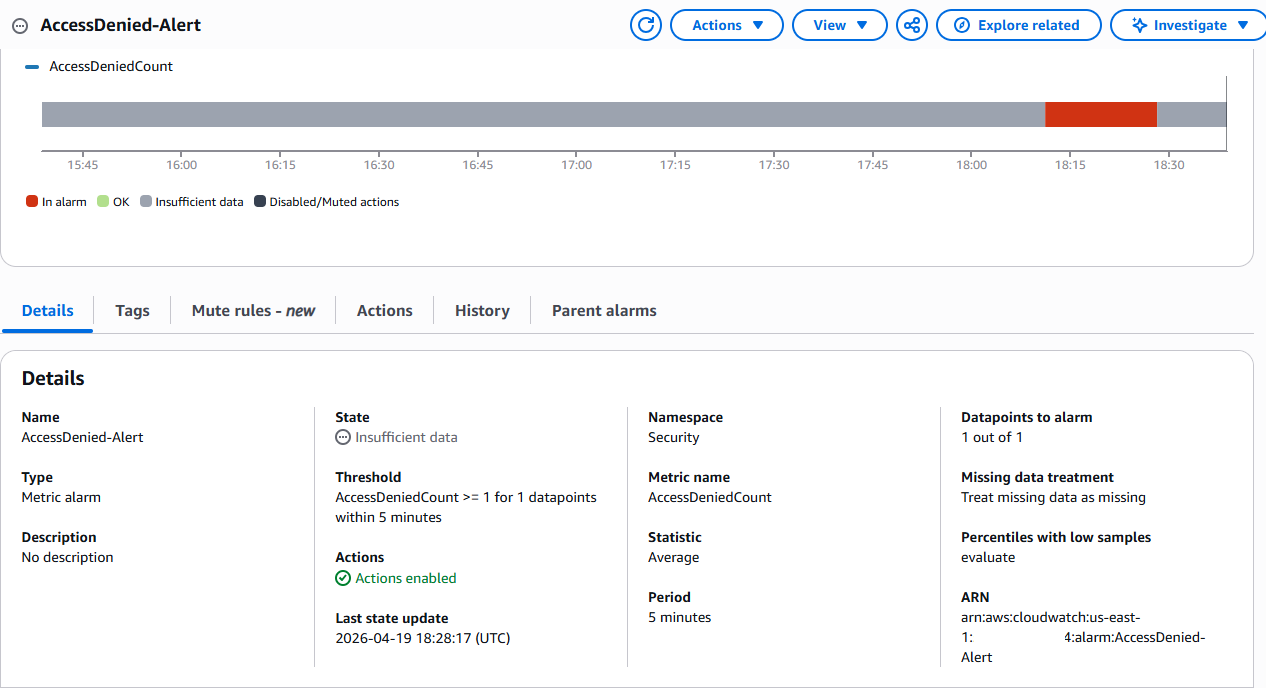 AccessDenied-Alert
Actions
View
Explore related
Investigate
AccessDeniedCount
15:45 16:00 16:15 16:30 16:45 17:00 17:15 17:30 17:45 18:00 18:15 18:30
In alarm OK Insufficient data Disabled/Muted actions
Details Tags Mute rules - new Actions History Parent alarms
Details
Name
AccessDenied-Alert
Type
Metric alarm
Description
No description
State
Insufficient data
Threshold
AccessDeniedCount >= 1 for 1 datapoints
within 5 minutes
Actions
Actions enabled
Last state update
2026-04-19 18:28:17 (UTC)
Namespace
Security
Metric name
AccessDeniedCount
Statistic
Average
Period
5 minutes
Datapoints to alarm
1 out of 1
Missing data treatment
Treat missing data as missing
Percentiles with low samples
evaluate
ARN
arn:aws:cloudwatch:us-east-
1: 4:alarm:AccessDenied-
Alert